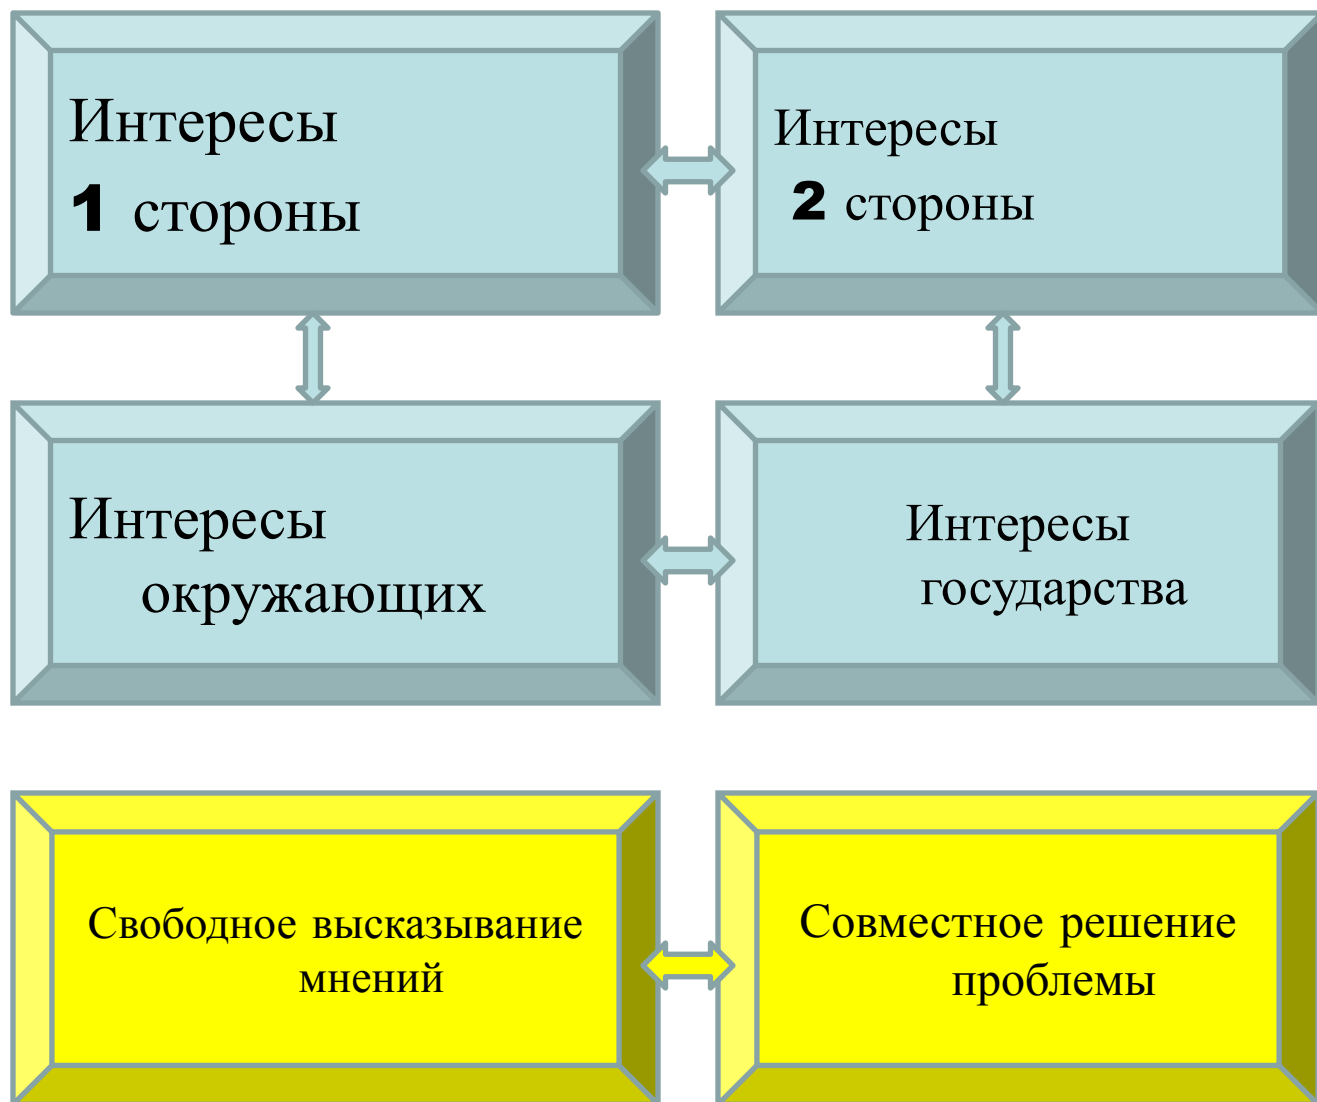 Интересы
1 стороны
Интересы
2 стороны
Интересы
окружающих
Интересы
государства
Свободное высказывание
мнений
Совместное решение
проблемы